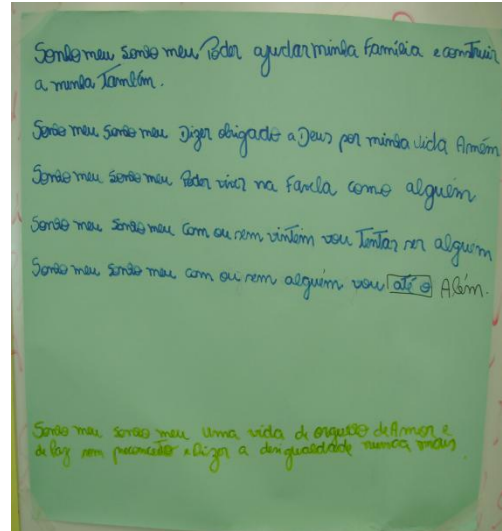 Sonho meu sonho meu Poder ajudar minha Família e construir
a minha Também.
Sonho meu sonho meu Dizer obrigado a Deus por minha vida Amém
Sonho meu sonho meu Poder viver na Favela como alguém
Sonho meu sonho meu com ou sem vintém vou Tentar ser alguém
Sonho meu sonho meu com ou sem alguém vou até o Além.
Sonho meu sonho meu uma vida de orgulho de Amor e
de Paz sem preconceito e Dizer a desigualdade nunca mais